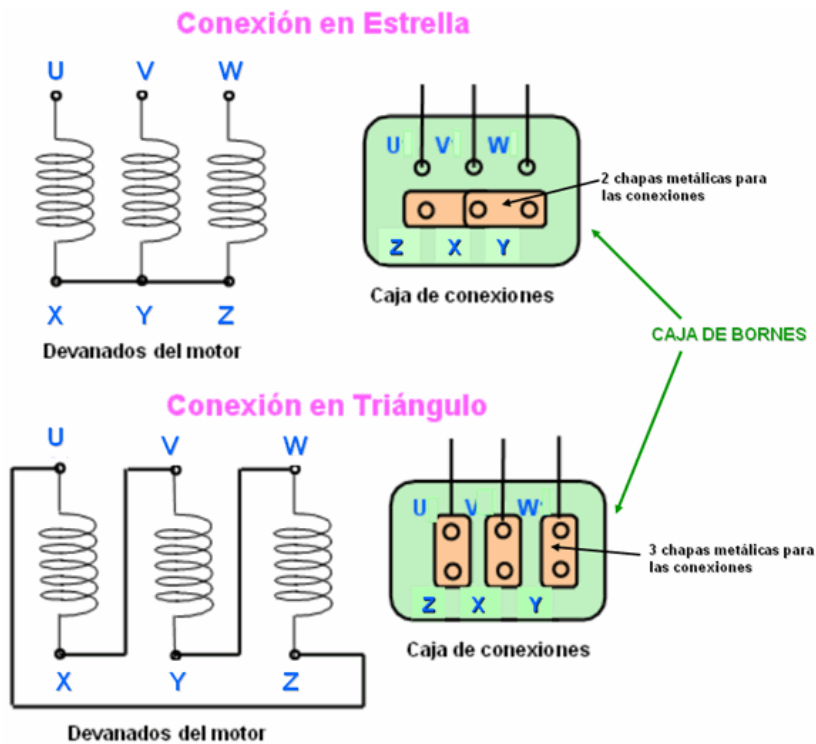 Conexión en Estrella
U V W
X Y Z
Devanados del motor
U V W
2 chapas metálicas para
las conexiones
Z X Y
Caja de conexiones
CAJA DE BORNES
Conexión en Triángulo
U V W
X Y Z
Devanados del motor
U V W
3 chapas metálicas para
las conexiones
Z X Y
Caja de conexiones